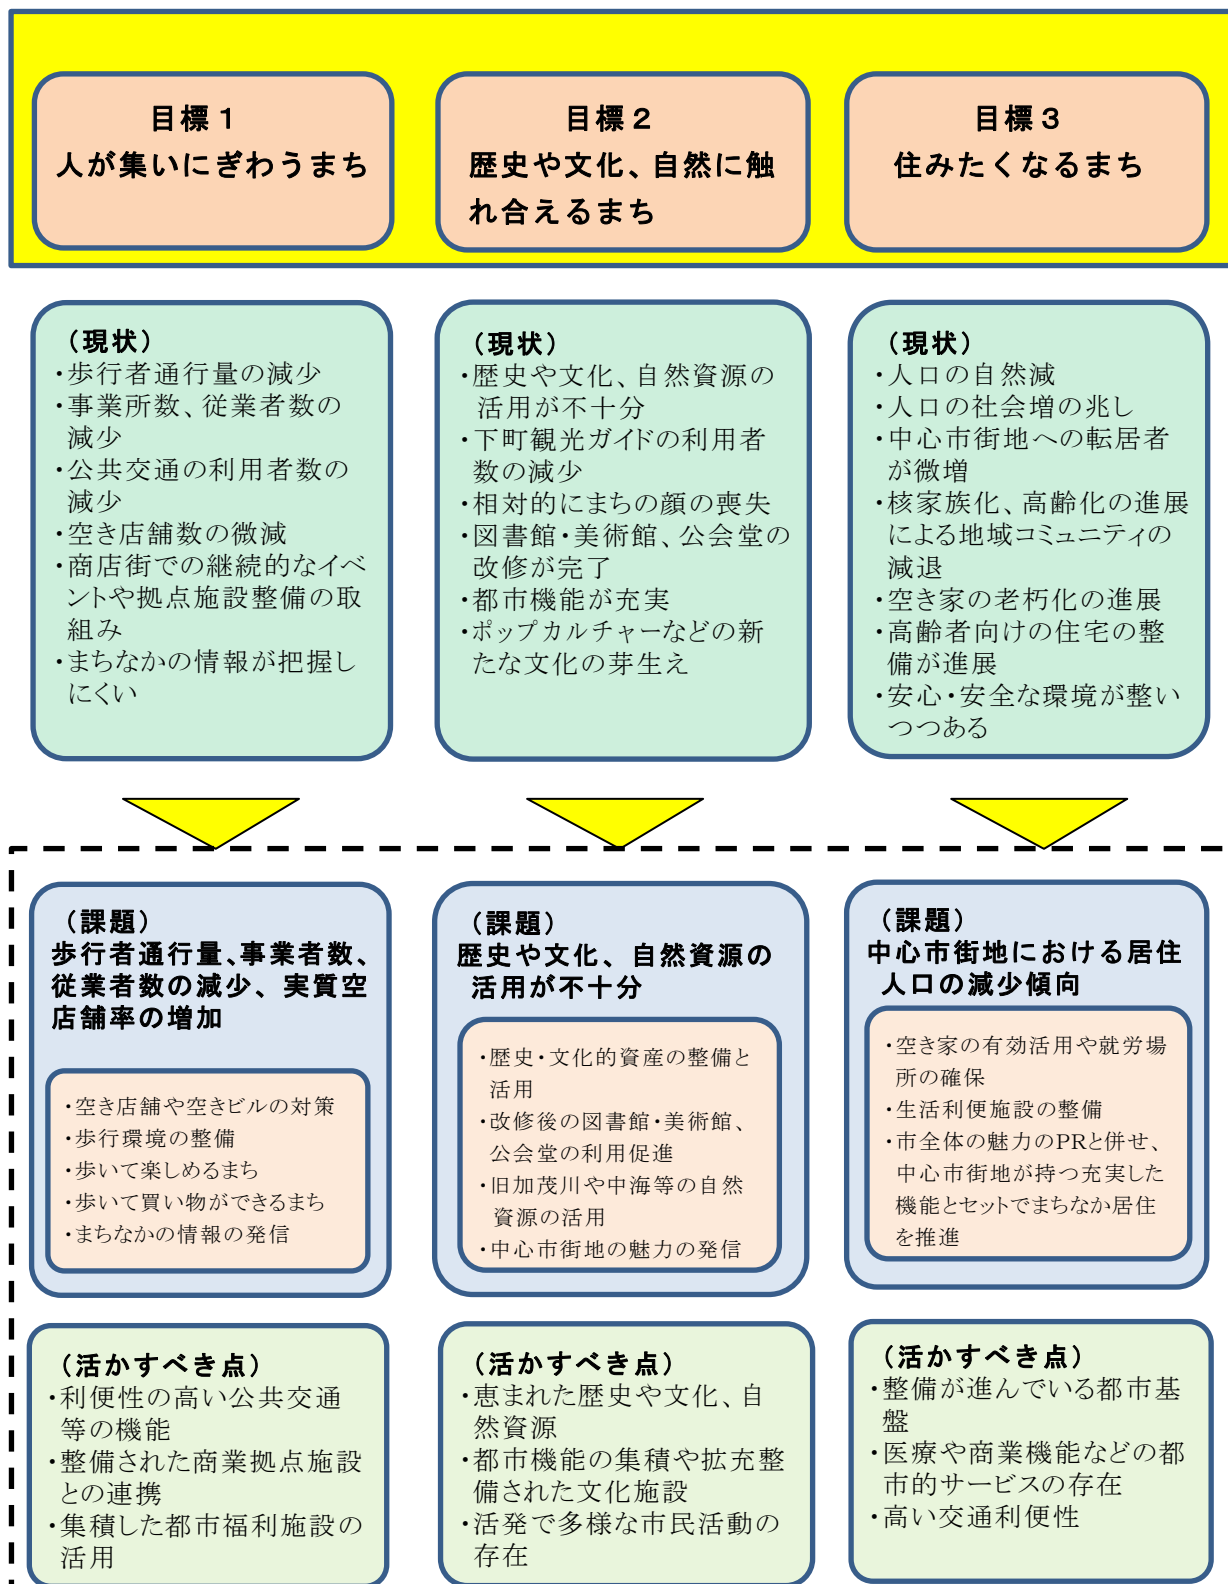 目標１
人が集いにぎわうまち
目標２
歴史や文化、自然に触
れ合えるまち
目標３
住みたくなるまち
（現状）
・歩行者通行量の減少
・事業所数、従業者数の
減少
・公共交通の利用者数の
減少
・空き店舗数の微減
・商店街での継続的なイベ
ントや拠点施設整備の取
組み
・まちなかの情報が把握し
にくい
（現状）
・歴史や文化、自然資源の
活用が不十分
・下町観光ガイドの利用者
数の減少
・相対的にまちの顔の喪失
・図書館・美術館、公会堂の
改修が完了
・都市機能が充実
・ポップカルチャーなどの新
たな文化の芽生え
（現状）
・人口の自然減
・人口の社会増の兆し
・中心市街地への転居者
が微増
・核家族化、高齢化の進展
による地域コミュニティの
減退
・空き家の老朽化の進展
・高齢者向けの住宅の整
備が進展
・安心・安全な環境が整い
つつある
（課題）
歩行者通行量、事業者数、
従業者数の減少、実質空
店舗率の増加
・空き店舗や空きビルの対策
・歩行環境の整備
・歩いて楽しめるまち
・歩いて買い物ができるまち
・まちなかの情報の発信
（課題）
歴史や文化、自然資源の
活用が不十分
・歴史・文化的資産の整備と
活用
・改修後の図書館・美術館、
公会堂の利用促進
・旧加茂川や中海等の自然
資源の活用
・中心市街地の魅力の発信
（課題）
中心市街地における居住
人口の減少傾向
・空き家の有効活用や就労場
所の確保
・生活利便施設の整備
・市全体の魅力のPRと併せ、
中心市街地が持つ充実した
機能とセットでまちなか居住
を推進
（活かすべき点）
・利便性の高い公共交通
等の機能
・整備された商業拠点施設
との連携
・集積した都市福利施設の
活用
（活かすべき点）
・恵まれた歴史や文化、自
然資源
・都市機能の集積や拡充整
備された文化施設
・活発で多様な市民活動の
存在
（活かすべき点）
・整備が進んでいる都市基
盤
・医療や商業機能などの都
市的サービスの存在
・高い交通利便性